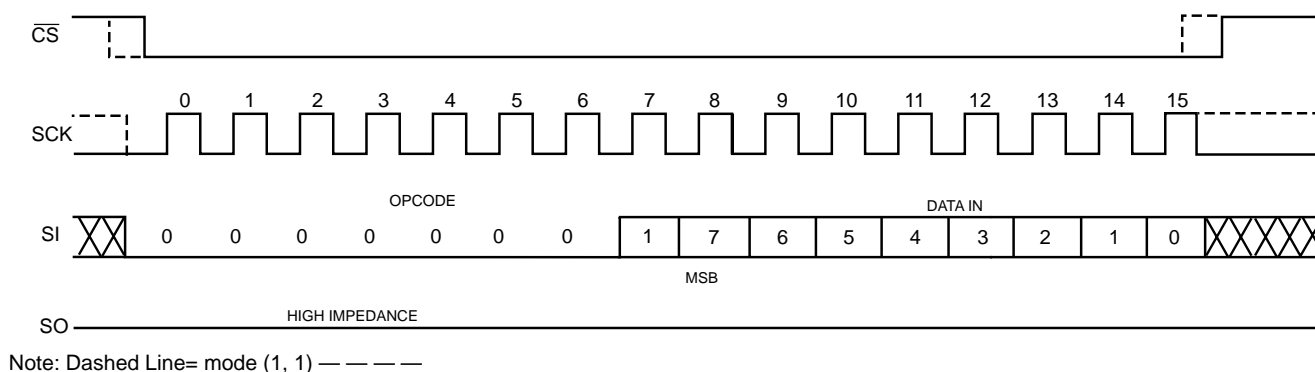 CS
0 1 2 3 4 5 6 7 8 9 10 11 12 13 14 15
SCK
OPCODE
DATA IN
SI 0 0 0 0 0 0 0 1 7 6 5 4 3 2 1 0
MSB
HIGH IMPEDANCE
SO
Note: Dashed Line= mode (1, 1) — — — —